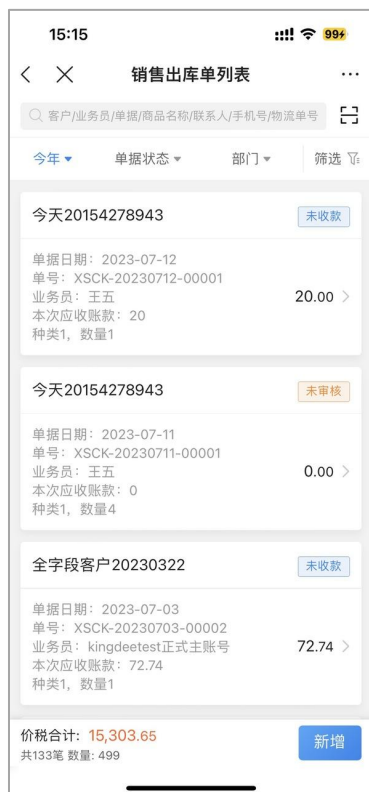 15:15
99+
销售出库单列表
客户/业务员/单据/商品名称/联系人/手机号/物流单号
今年 单据状态 部门 筛选
今天20154278943 未收款
单据日期：2023-07-12
单号：XSCK-20230712-00001
业务员：王五 20.00
本次应收账款：20
种类1，数量1
今天20154278943 未审核
单据日期：2023-07-11
单号：XSCK-20230711-00001
业务员：王五 0.00
本次应收账款：0
种类1，数量4
全字段客户20230322 未收款
单据日期：2023-07-03
单号：XSCK-20230703-00002
业务员：kingdeetest正式主账号 72.74
本次应收账款：72.74
种类1，数量1
价税合计: 15,303.65 新增
共133笔 数量: 499